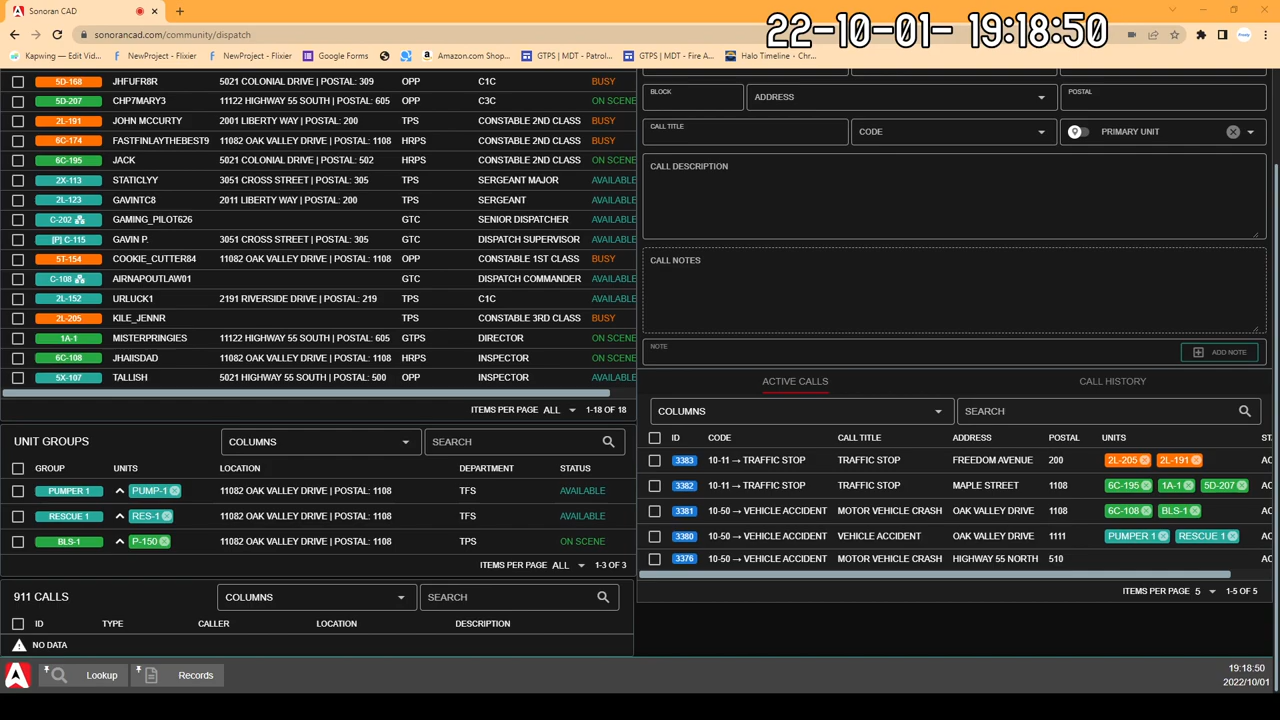 Sonoran CAD
22-10-01- 19:18:50
sonorancad.com/community/dispatch
Kapwing - Edit Vid... NewProject - Flixier NewProject - Flixier Google Forms Amazon.com Spend... GTPS | MDT - Patrol... GTPS | MDT - Fire A... Halo Timeline - Chr...
5D-168 JHFUFR8R 5021 COLONIAL DRIVE | POSTAL: 309 OPP C1C BUSY
5D-207 CHP7MARY3 11122 HIGHWAY 55 SOUTH | POSTAL: 605 OPP C3C ON SCENE
2L-191 JOHN MCCURTY 2001 LIBERTY WAY | POSTAL: 200 TPS CONSTABLE 2ND CLASS BUSY
6C-174 FASTFINLAYTHEBEST9 11082 OAK VALLEY DRIVE | POSTAL: 1108 HRPS CONSTABLE 2ND CLASS BUSY
6C-195 JACK 5021 COLONIAL DRIVE | POSTAL: 502 OPP CONSTABLE 2ND CLASS ON SCENE
2X-113 STATICLYY 3051 CROSS STREET | POSTAL: 305 TPS SERGEANT MAJOR AVAILABLE
2L-123 GAVINTC8 2011 LIBERTY WAY | POSTAL: 200 TPS SERGEANT AVAILABLE
C-202 GAMING_PILOT626 GTC SENIOR DISPATCHER AVAILABLE
[P] C-115 GAVIN P. 3051 CROSS STREET | POSTAL: 305 GTC DISPATCH SUPERVISOR AVAILABLE
5T-154 COOKIE_CUTTER84 11082 OAK VALLEY DRIVE | POSTAL: 1108 OPP CONSTABLE 1ST CLASS BUSY
C-108 AIRNAPOUTLAW01 GTC DISPATCH COMMANDER AVAILABLE
2L-152 URLUCK1 2191 RIVERSIDE DRIVE | POSTAL: 219 TPS C1C AVAILABLE
2L-205 KILE_JENNR TPS CONSTABLE 3RD CLASS BUSY
1A-1 MISTERPRINGIES 11122 HIGHWAY 55 SOUTH | POSTAL: 605 GTPS DIRECTOR ON SCENE
6C-108 JHAIISDAD 11082 OAK VALLEY DRIVE | POSTAL: 1108 HRPS INSPECTOR ON SCENE
5X-107 TALLISH 5021 HIGHWAY 55 SOUTH | POSTAL: 500 OPP INSPECTOR AVAILABLE
ITEMS PER PAGE ALL 1-18 OF 18
UNIT GROUPS COLUMNS SEARCH
GROUP UNITS LOCATION DEPARTMENT STATUS
PUMPER 1 PUMP-1 11082 OAK VALLEY DRIVE | POSTAL: 1108 TFS AVAILABLE
RESCUE 1 RES-1 11082 OAK VALLEY DRIVE | POSTAL: 1108 TFS AVAILABLE
BLS-1 P-150 11082 OAK VALLEY DRIVE | POSTAL: 1108 TPS ON SCENE
ITEMS PER PAGE ALL 1-3 OF 3
911 CALLS COLUMNS SEARCH
ID TYPE CALLER LOCATION DESCRIPTION
NO DATA
BLOCK ADDRESS POSTAL
CALL TITLE CODE PRIMARY UNIT
CALL DESCRIPTION
CALL NOTES
NOTE ADD NOTE
ACTIVE CALLS CALL HISTORY
COLUMNS SEARCH
ID CODE CALL TITLE ADDRESS POSTAL UNITS
3383 10-11 → TRAFFIC STOP TRAFFIC STOP FREEDOM AVENUE 200 2L-205 2L-191
3382 10-11 → TRAFFIC STOP TRAFFIC STOP MAPLE STREET 1108 6C-195 1A-1 5D-207
3381 10-50 → VEHICLE ACCIDENT MOTOR VEHICLE CRASH OAK VALLEY DRIVE 1108 6C-108 BLS-1
3380 10-50 → VEHICLE ACCIDENT VEHICLE ACCIDENT OAK VALLEY DRIVE 1111 PUMPER 1 RESCUE 1
3376 10-50 → VEHICLE ACCIDENT MOTOR VEHICLE CRASH HIGHWAY 55 NORTH 510
ITEMS PER PAGE 5 1-5 OF 5
Lookup Records
19:18:50
2022/10/01